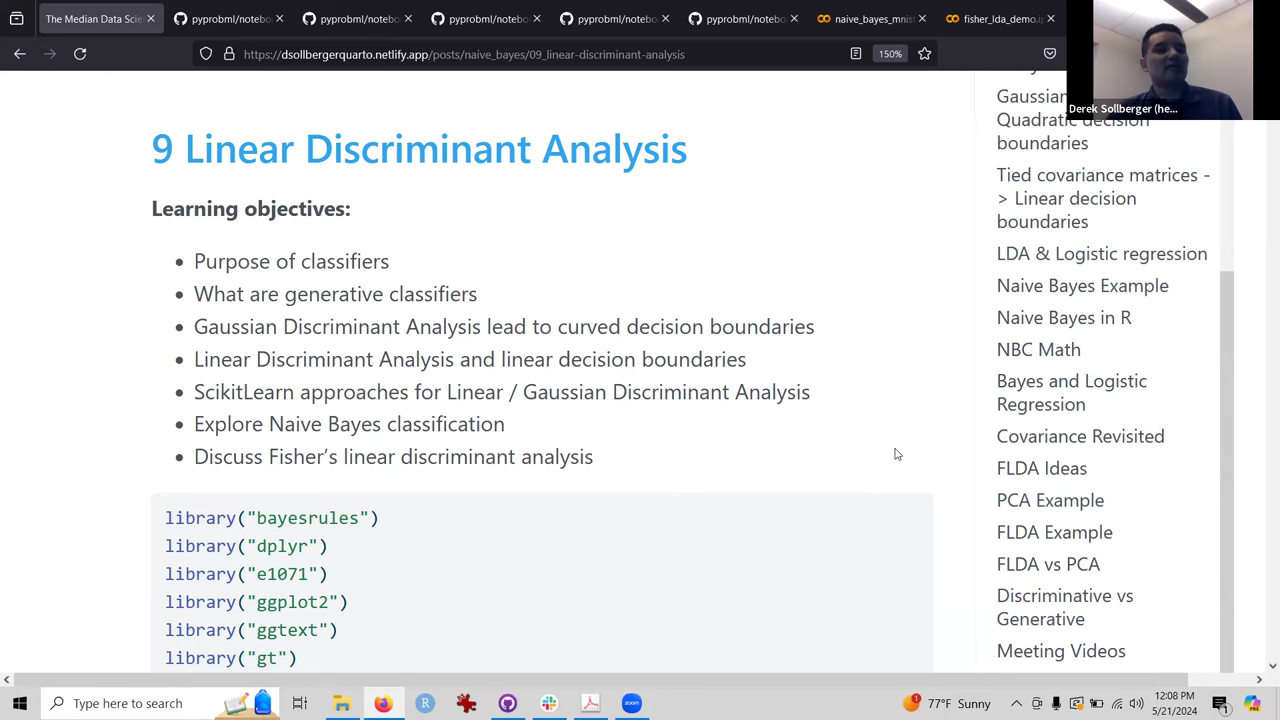 The Median Data Scie
pyprobml/notebo
pyprobml/notebo
pyprobml/notebo
pyprobml/notebo
pyprobml/notebo
naive_bayes_mnist
fisher_lda_demo.i
https://dsollbergerquarto.netlify.app/posts/naive_bayes/09_linear-discriminant-analysis
150%
Derek Sollberger (he...
9 Linear Discriminant Analysis
Learning objectives:
• Purpose of classifiers
• What are generative classifiers
• Gaussian Discriminant Analysis lead to curved decision boundaries
• Linear Discriminant Analysis and linear decision boundaries
• ScikitLearn approaches for Linear / Gaussian Discriminant Analysis
• Explore Naive Bayes classification
• Discuss Fisher's linear discriminant analysis
library("bayesrules")
library("dplyr")
library("e1071")
library("ggplot2")
library("ggtext")
library("gt")
Gaussian
Quadratic decision
boundaries
Tied covariance matrices -
> Linear decision
boundaries
LDA & Logistic regression
Naive Bayes Example
Naive Bayes in R
NBC Math
Bayes and Logistic
Regression
Covariance Revisited
FLDA Ideas
PCA Example
FLDA Example
FLDA vs PCA
Discriminative vs
Generative
Meeting Videos
Type here to search
77°F Sunny
12:08 PM
5/21/2024